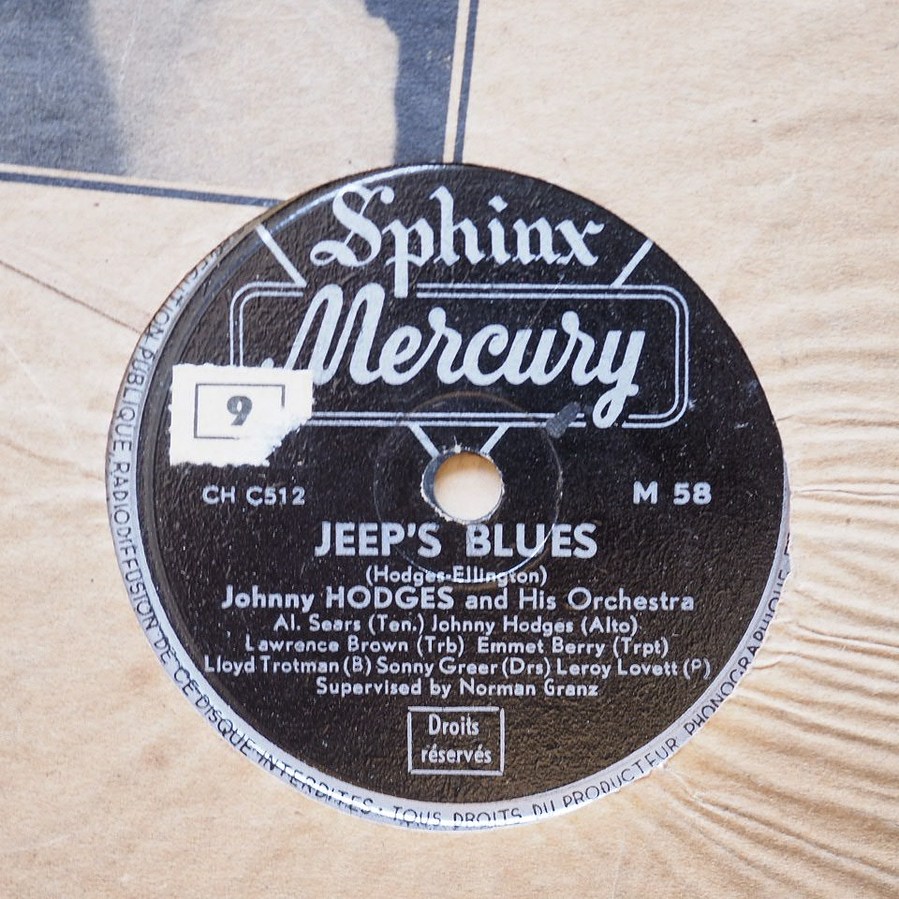 Sphinx
Mercury
9
CH C512
M 58
JEEP'S BLUES
(Hodges-Ellington)
Johnny HODGES and His Orchestra
Al. Sears (Ten.) Johnny Hodges (Alto)
Lawrence Brown (Trb) Emmet Berry (Trpt)
Lloyd Trotman (B) Sonny Greer (Drs) Leroy Lovett (P)
Supervised by Norman Granz
Droits
réservés
PUBLIQUE RADIODIFFUSION DE CE DISQUE INTERDITES · TOUS DROITS DU PRODUCTEUR PHONOGRAPHIQUE